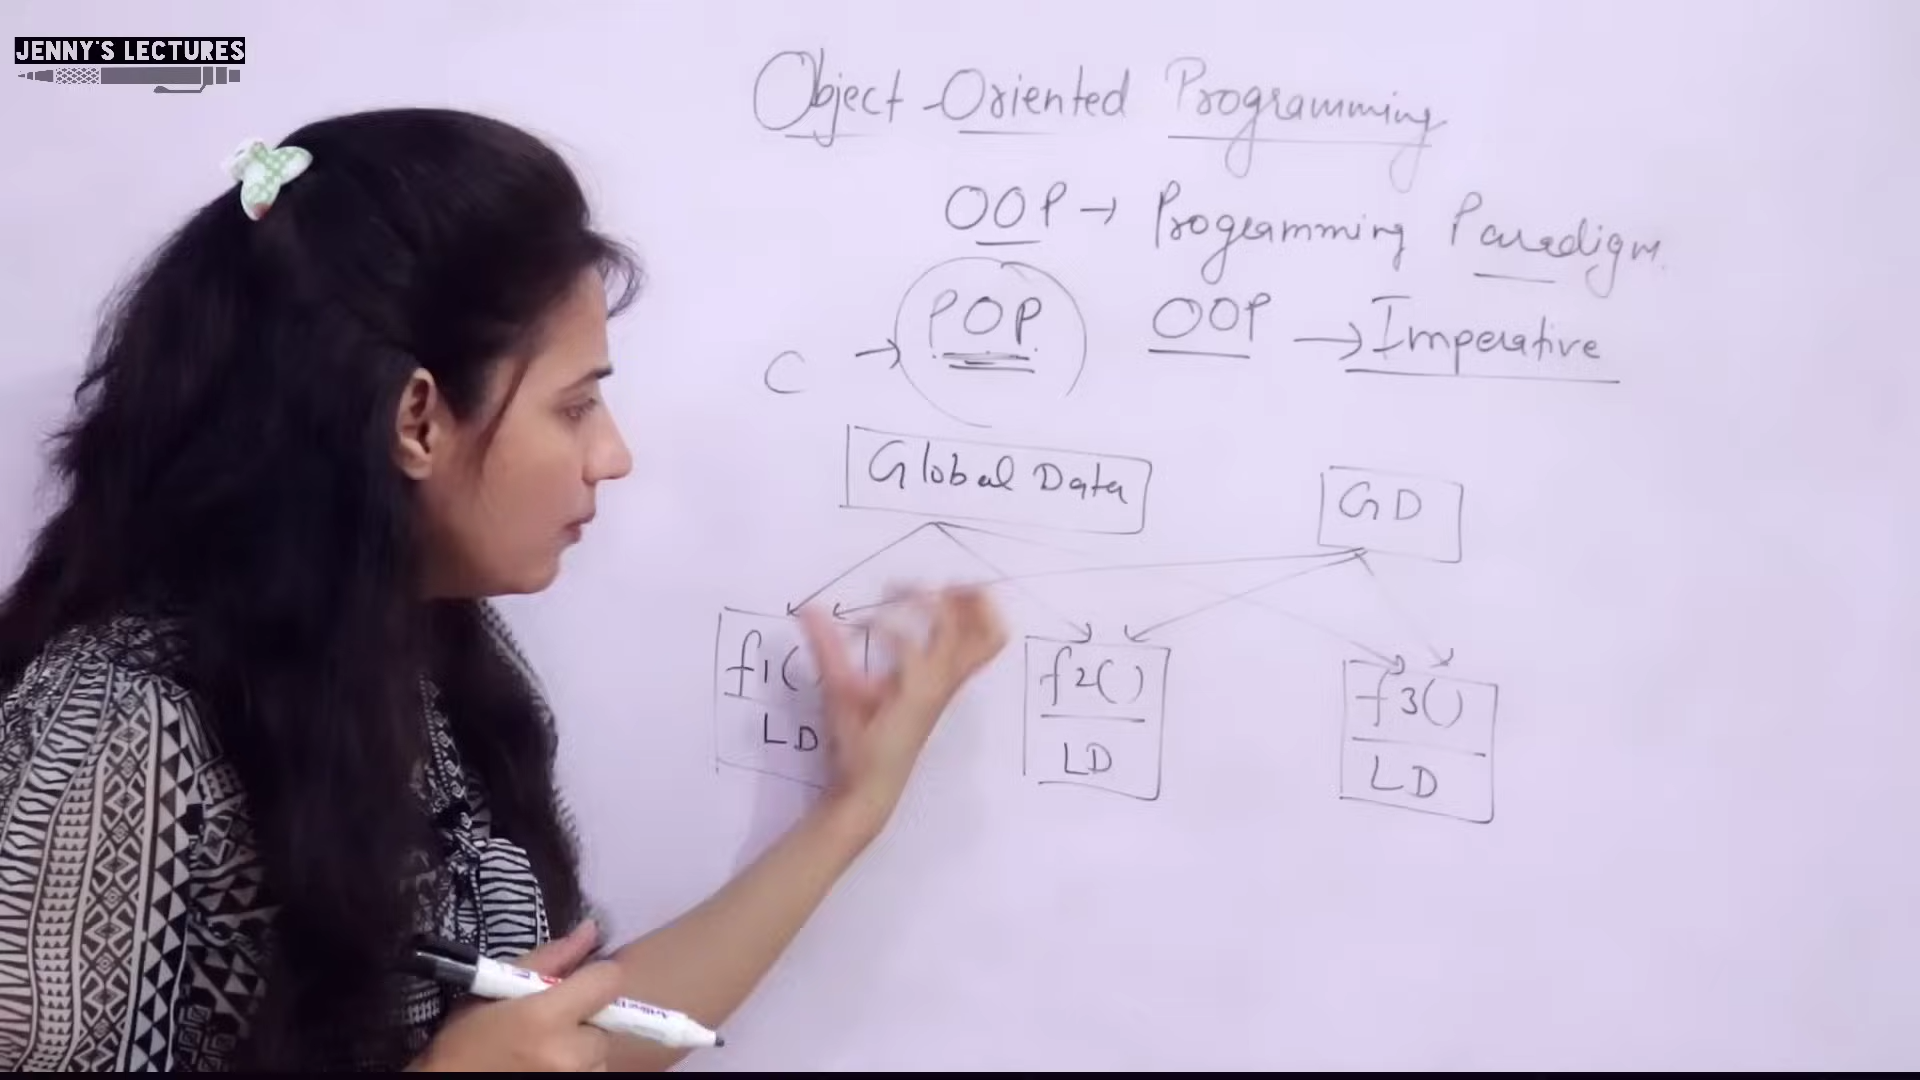 JENNY'S LECTURES
Object-Oriented Programming
OOP → Programming Paradigm
C → POP OOP → Imperative
Global Data GD
f1( f2() f3()
LD LD LD